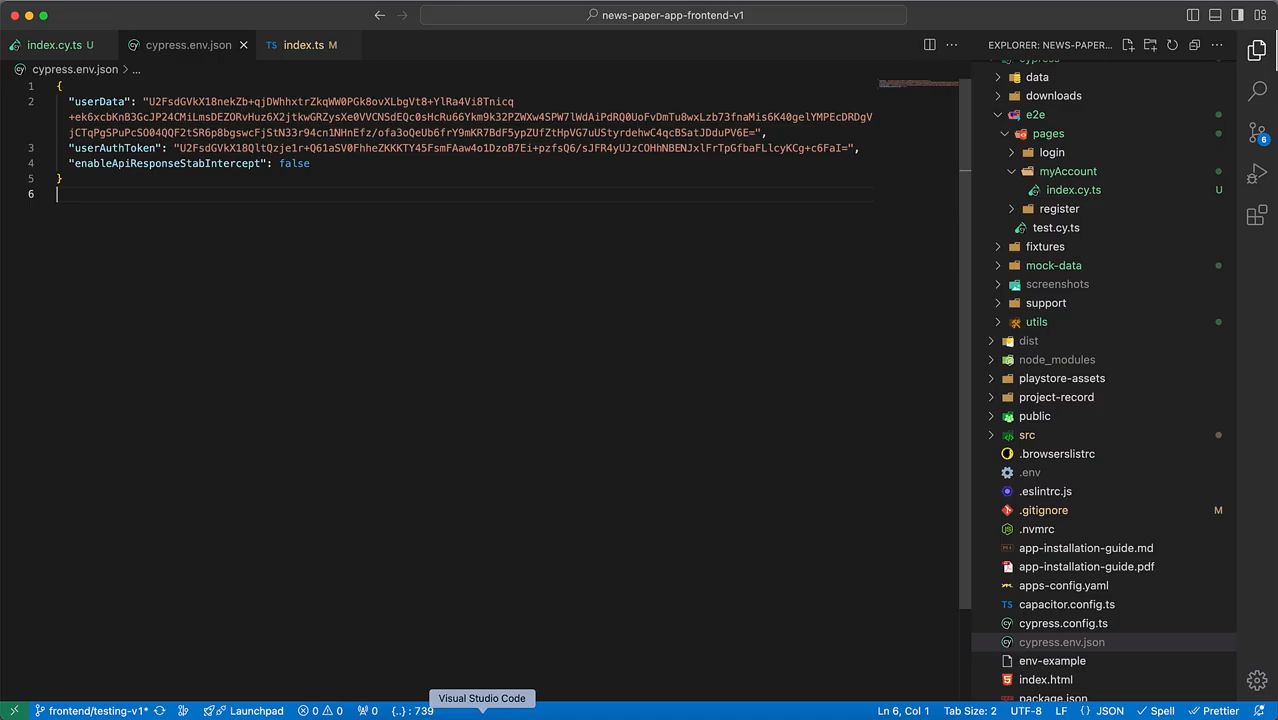 news-paper-app-frontend-v1
index.cy.ts U
cypress.env.json
TS index.ts M
EXPLORER: NEWS-PAPER...
cypress.env.json > ...
1 {
2 "userData": "U2FsdGVkX18nekZb+qjDWhhxtrZkqWW0PGk8ovXLbgVt8+YlRa4Vi8Tnicq
+ek6xcbKnB3GcJP24CMiLmsDEZORvHuz6X2jtkwGRZysXe0VVCNSdEQc0sHcRu66Ykm9k32PZWXw4SPW7lWdAiPdRQ0UoFvDmTu8wxLzb73fnaMis6K40gelYMPEcDRDgV
jCTqPgSPuPcSO04QQF2tSR6p8bgswcFjStN33r94cn1NHnEfz/ofa3oQeUb6frY9mKR7BdF5ypZUfZtHpVG7uUStyrdehwC4qcBSatJDduPV6E=",
3 "userAuthToken": "U2FsdGVkX18QltQzje1r+Q61aSV0FhheZKKKTY45FsmFAaw4o1DzoB7Ei+pzfsQ6/sJFR4yUJzCOHhNBENJxlFrTpGfbaFLlcyKCg+c6FaI=",
4 "enableApiResponseStabIntercept": false
5 }
6
cypress
data
downloads
e2e
pages
login
myAccount
index.cy.ts U
register
test.cy.ts
fixtures
mock-data
screenshots
support
utils
dist
node_modules
playstore-assets
project-record
public
src
.browserslistrc
.env
.eslintrc.js
.gitignore M
.nvmrc
app-installation-guide.md
app-installation-guide.pdf
apps-config.yaml
TS capacitor.config.ts
cypress.config.ts
cypress.env.json
env-example
index.html
package.json
6
Visual Studio Code
frontend/testing-v1* Launchpad 0 0 0 {..} : 739 Ln 6, Col 1 Tab Size: 2 UTF-8 LF {} JSON Spell Prettier